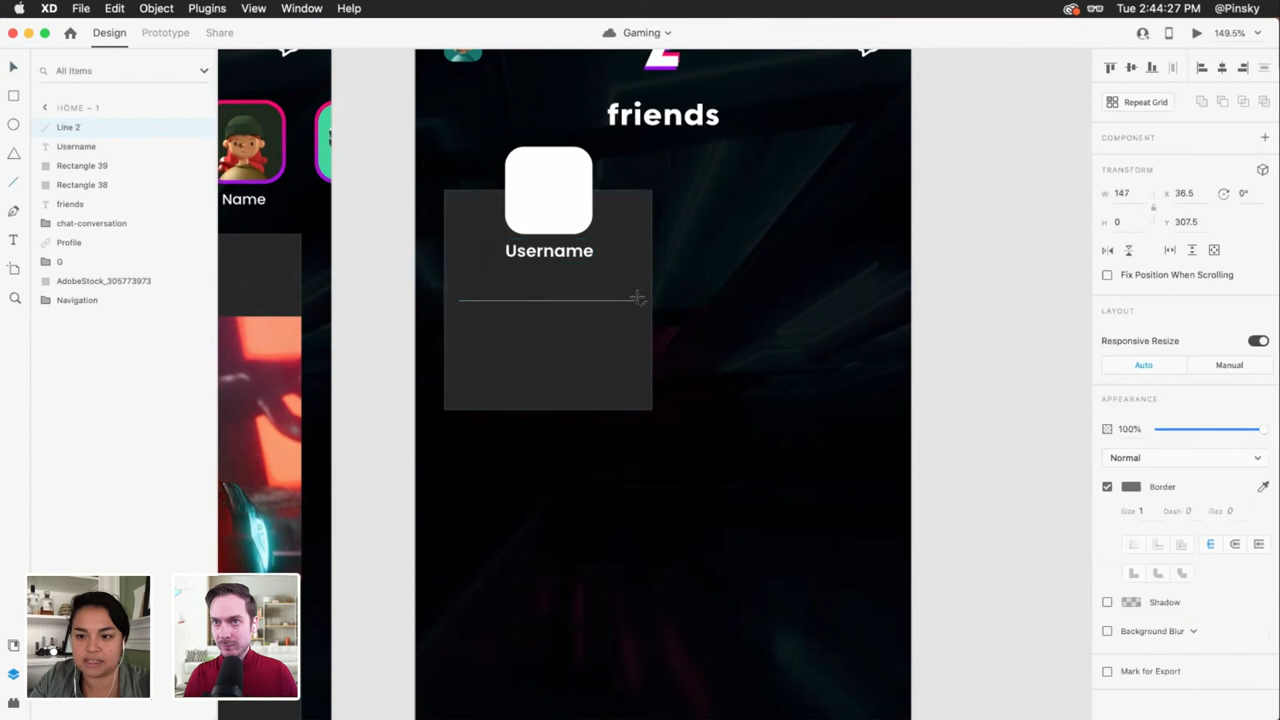 XD File Edit Object Plugins View Window Help Tue 2:44:27 PM @Pinsky
Design Prototype Share Gaming 149.5%
All Items
HOME – 1
Line 2
Username
Rectangle 39
Rectangle 38
friends
chat-conversation
Profile
G
AdobeStock_305773973
Navigation
Name
friends
Username
Repeat Grid
COMPONENT
TRANSFORM
W 147 X 36.5 0°
H 0 Y 307.5
Fix Position When Scrolling
LAYOUT
Responsive Resize
Auto Manual
APPEARANCE
100%
Normal
Border
Size 1 Dash 0 Gap 0
Shadow
Background Blur
Mark for Export